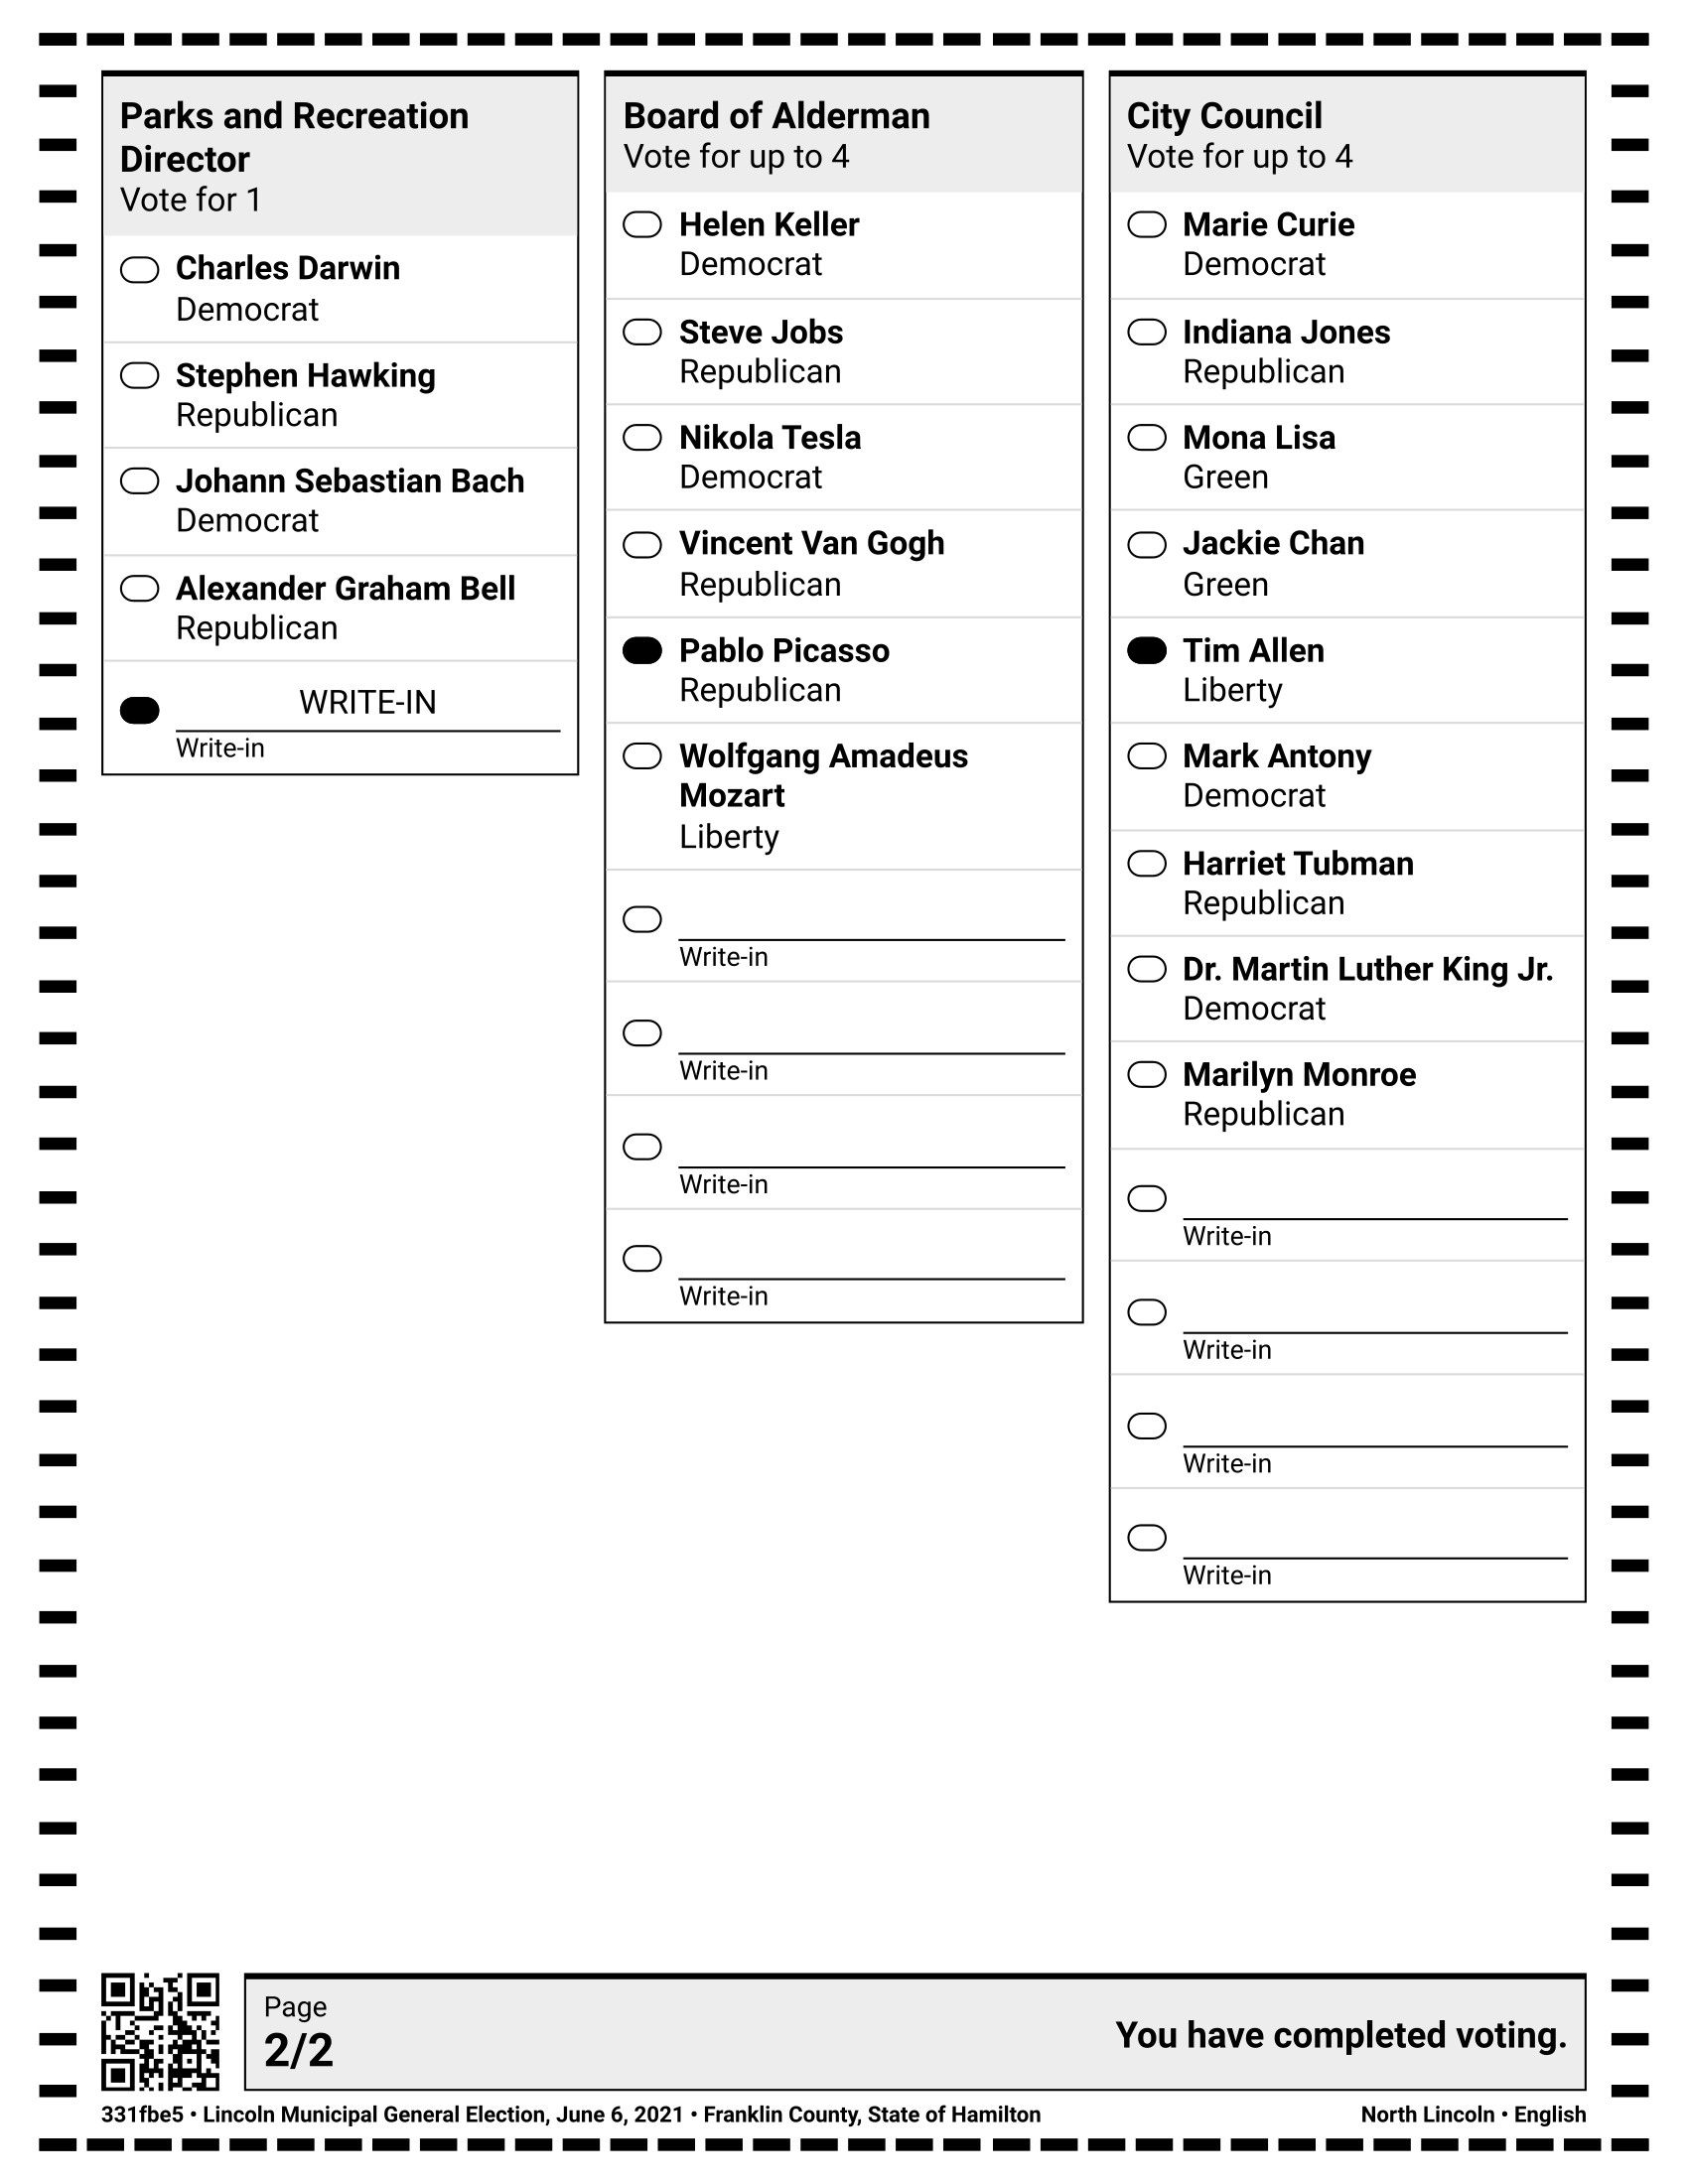 Parks and Recreation
Director
Vote for 1
Charles Darwin
Democrat
Stephen Hawking
Republican
Johann Sebastian Bach
Democrat
Alexander Graham Bell
Republican
WRITE-IN
Write-in
Board of Alderman
Vote for up to 4
Helen Keller
Democrat
Steve Jobs
Republican
Nikola Tesla
Democrat
Vincent Van Gogh
Republican
Pablo Picasso
Republican
Wolfgang Amadeus
Mozart
Liberty
Write-in
Write-in
Write-in
Write-in
City Council
Vote for up to 4
Marie Curie
Democrat
Indiana Jones
Republican
Mona Lisa
Green
Jackie Chan
Green
Tim Allen
Liberty
Mark Antony
Democrat
Harriet Tubman
Republican
Dr. Martin Luther King Jr.
Democrat
Marilyn Monroe
Republican
Write-in
Write-in
Write-in
Write-in
Page
2/2
You have completed voting.
331fbe5 • Lincoln Municipal General Election, June 6, 2021 • Franklin County, State of Hamilton
North Lincoln • English